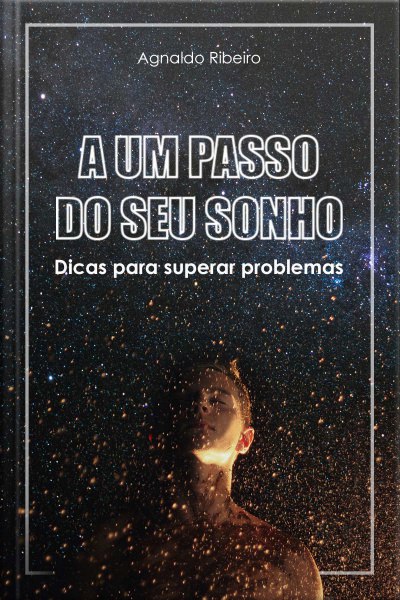 Agnaldo Ribeiro
A UM PASSO
DO SEU SONHO
Dicas para superar problemas